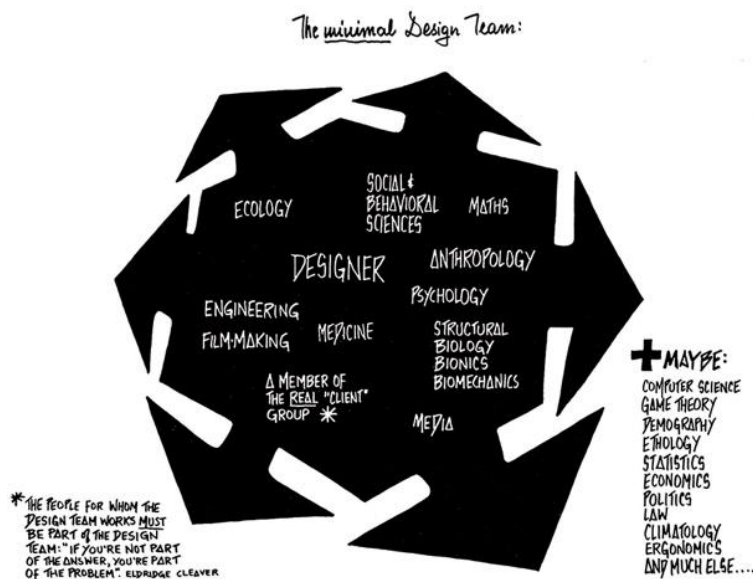 The minimal Design Team:
ECOLOGY
SOCIAL &
BEHAVIORAL
SCIENCES
MATHS
DESIGNER
ANTHROPOLOGY
PSYCHOLOGY
ENGINEERING
FILM-MAKING
MEDICINE
STRUCTURAL
BIOLOGY
BIONICS
BIOMECHANICS
A MEMBER OF
THE REAL "CLIENT"
GROUP *
MEDIA
+ MAYBE:
COMPUTER SCIENCE
GAME THEORY
DEMOGRAPHY
ETHOLOGY
STATISTICS
ECONOMICS
POLITICS
LAW
CLIMATOLOGY
ERGONOMICS
AND MUCH ELSE....
* THE PEOPLE FOR WHOM THE
DESIGN TEAM WORKS MUST
BE PART of THE DESIGN
TEAM: "IF YOU'RE NOT PART
OF THE ANSWER, YOU'RE PART
OF THE PROBLEM". ELDRIDGE CLEAVER